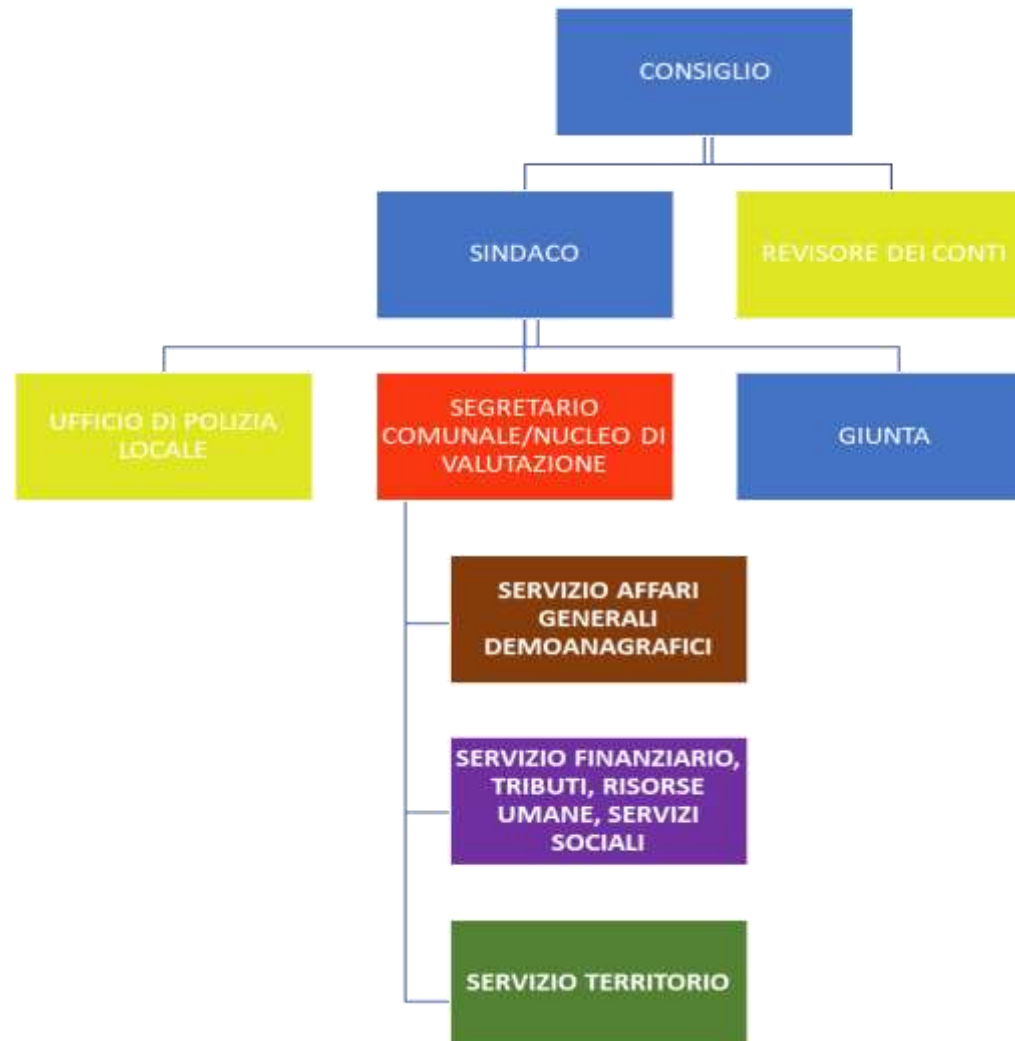 CONSIGLIO
SINDACO
REVISORE DEI CONTI
UFFICIO DI POLIZIA
LOCALE
SEGRETARIO
COMUNALE/NUCLEO DI
VALUTAZIONE
GIUNTA
SERVIZIO AFFARI
GENERALI
DEMOANAGRAFICI
SERVIZIO FINANZIARIO,
TRIBUTI, RISORSE
UMANE, SERVIZI
SOCIALI
SERVIZIO TERRITORIO